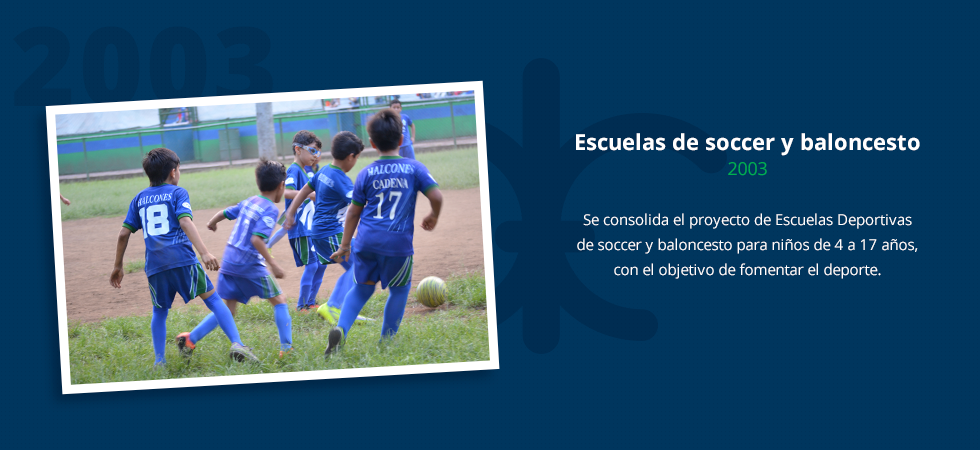 2003
Escuelas de soccer y baloncesto
2003
Se consolida el proyecto de Escuelas Deportivas
de soccer y baloncesto para niños de 4 a 17 años,
con el objetivo de fomentar el deporte.
HALCONES
18
HALCONES
CADENA
17